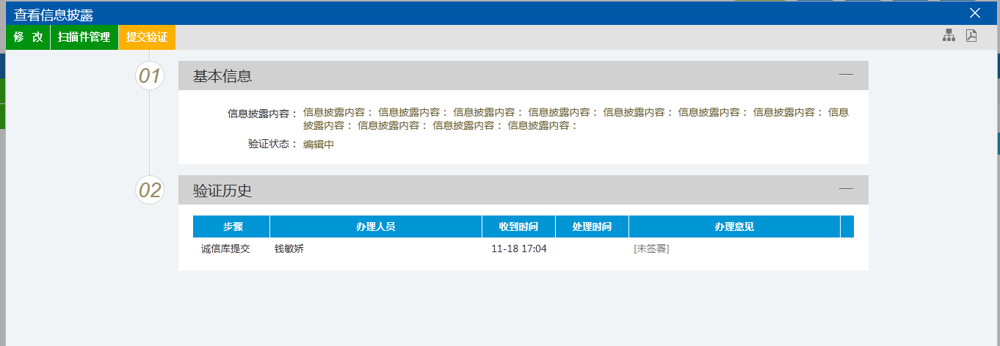 查看信息披露
修 改 扫描件管理 提交验证
01 基本信息
信息披露内容： 信息披露内容： 信息披露内容： 信息披露内容： 信息披露内容： 信息披露内容： 信息披露内容： 信息披露内容： 信息
披露内容： 信息披露内容： 信息披露内容： 信息披露内容：
验证状态： 编辑中
02 验证历史
步骤 办理人员 收到时间 处理时间 办理意见
诚信库提交 钱敏娇 11-18 17:04 [未签署]